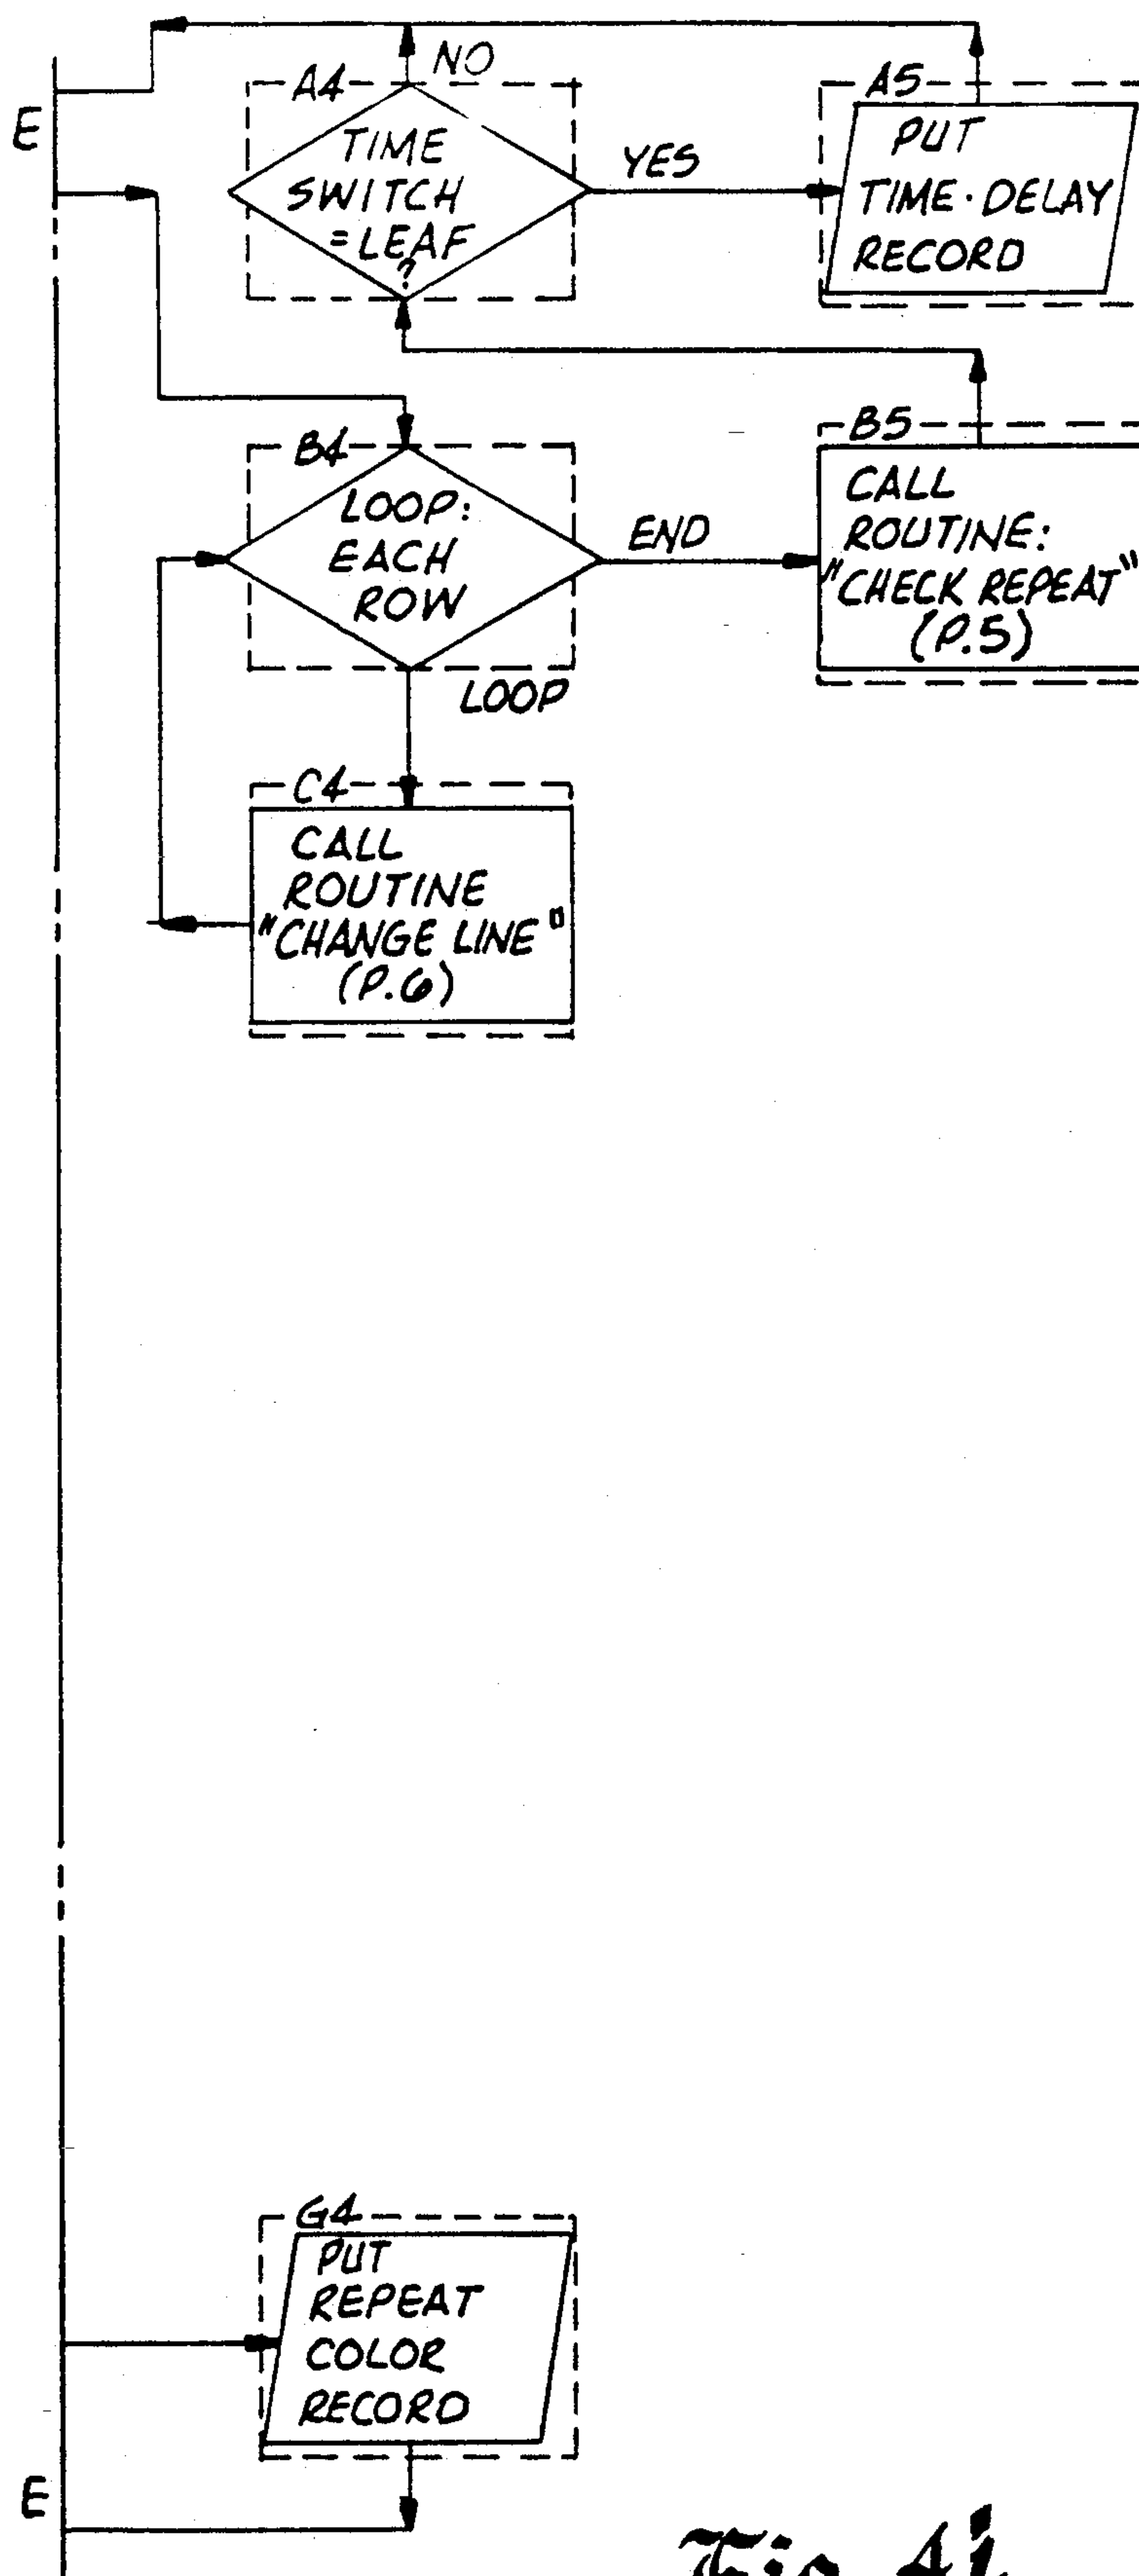 NO
A4
A5
E
TIME
SWITCH
=LEAF
?
YES
PUT
TIME·DELAY
RECORD
B4
B5
LOOP:
EACH
ROW
END
CALL
ROUTINE:
"CHECK REPEAT"
(P.5)
LOOP
C4
CALL
ROUTINE
"CHANGE LINE"
(P.6)
G4
PUT
REPEAT
COLOR
RECORD
E